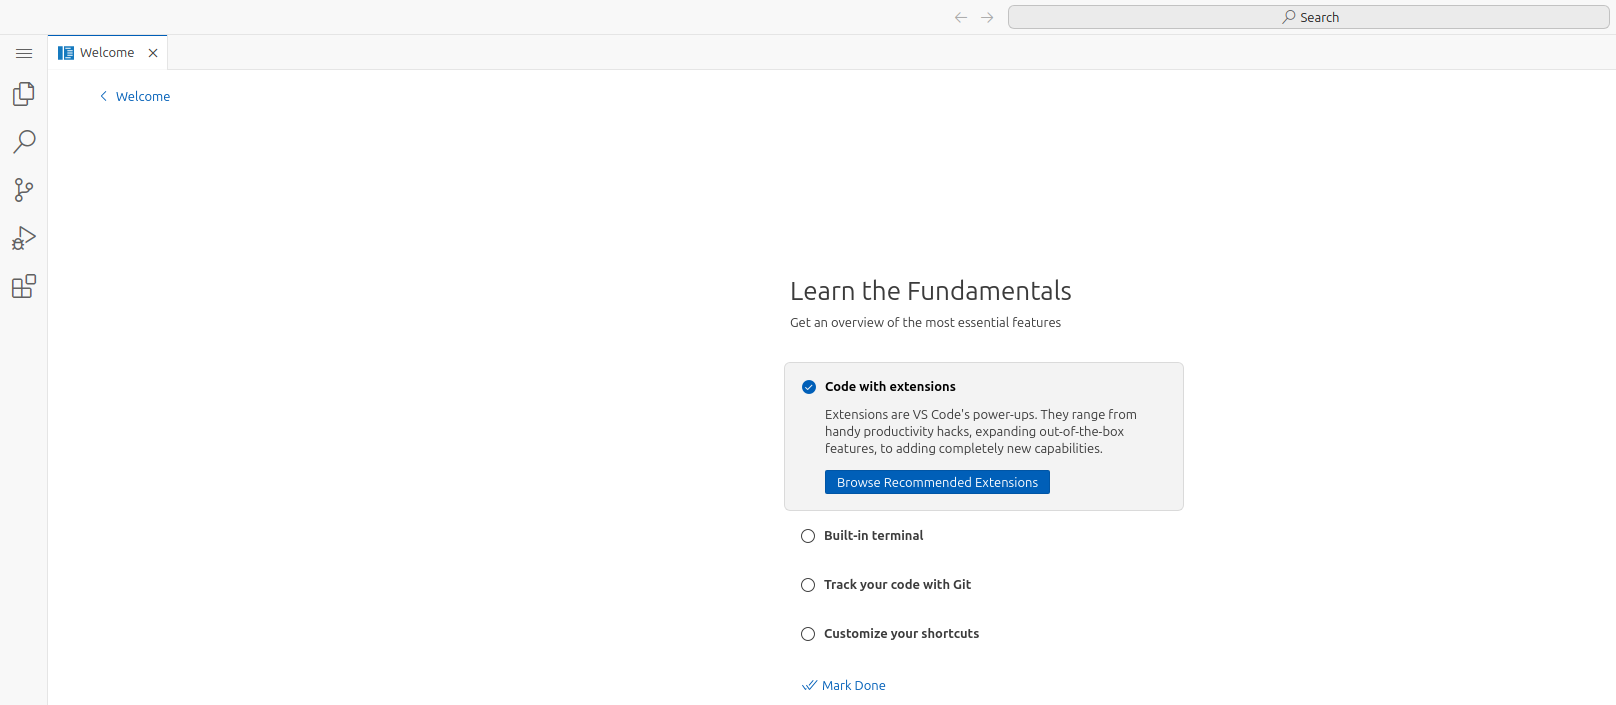 Search
Welcome
Welcome
Learn the Fundamentals
Get an overview of the most essential features
Code with extensions
Extensions are VS Code's power-ups. They range from
handy productivity hacks, expanding out-of-the-box
features, to adding completely new capabilities.
Browse Recommended Extensions
Built-in terminal
Track your code with Git
Customize your shortcuts
Mark Done